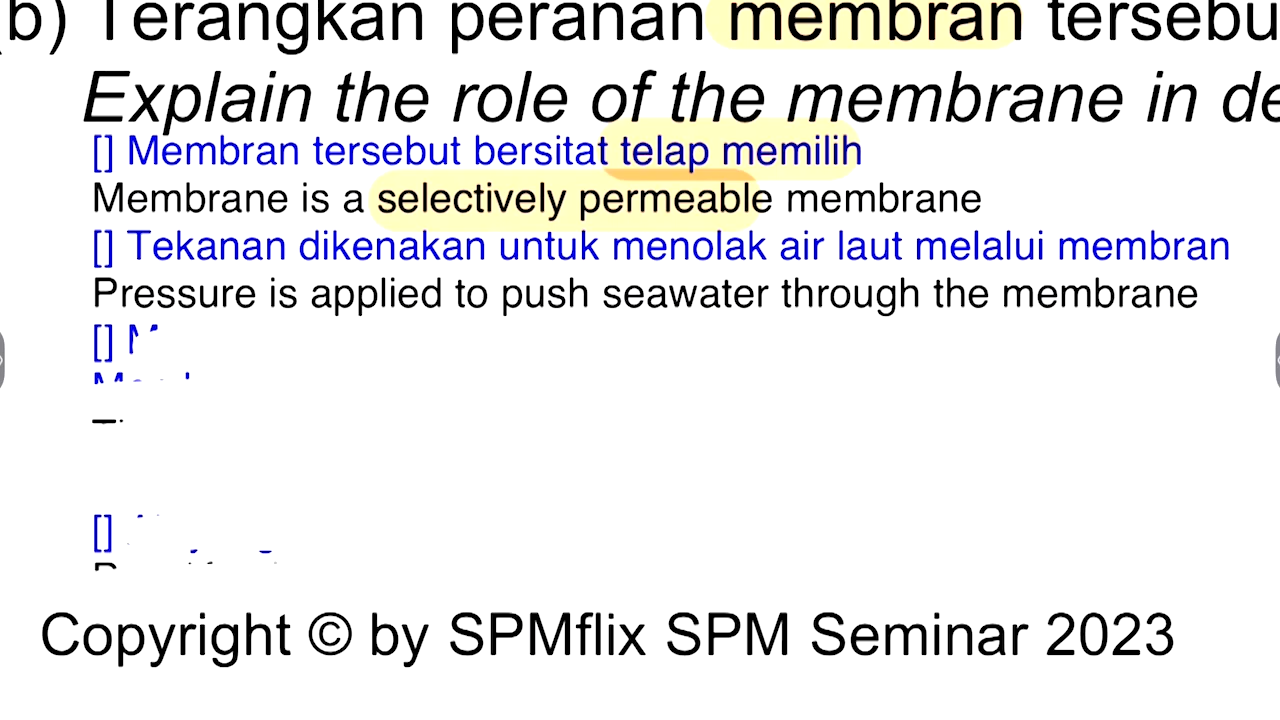 (b) Terangkan peranan membran tersebu
Explain the role of the membrane in de
[] Membran tersebut bersitat telap memilih
Membrane is a selectively permeable membrane
[] Tekanan dikenakan untuk menolak air laut melalui membran
Pressure is applied to push seawater through the membrane
[]
[]
Copyright © by SPMflix SPM Seminar 2023